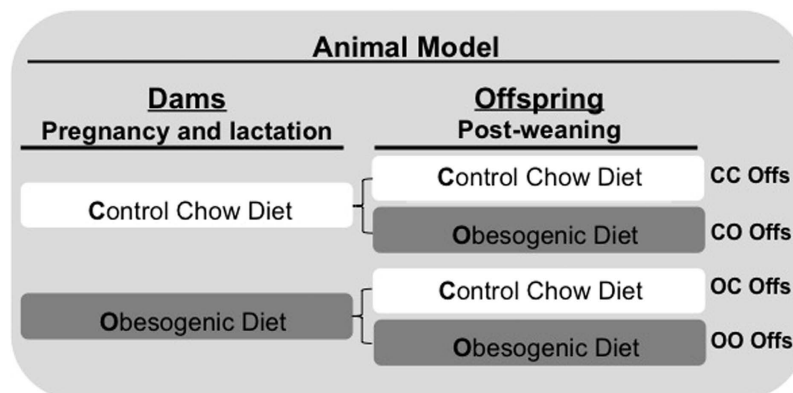 Animal Model
Dams
Offspring
Pregnancy and lactation
Post-weaning
Control Chow Diet
Control Chow Diet
CC Offs
Obesogenic Diet
CO Offs
Obesogenic Diet
Control Chow Diet
OC Offs
Obesogenic Diet
OO Offs